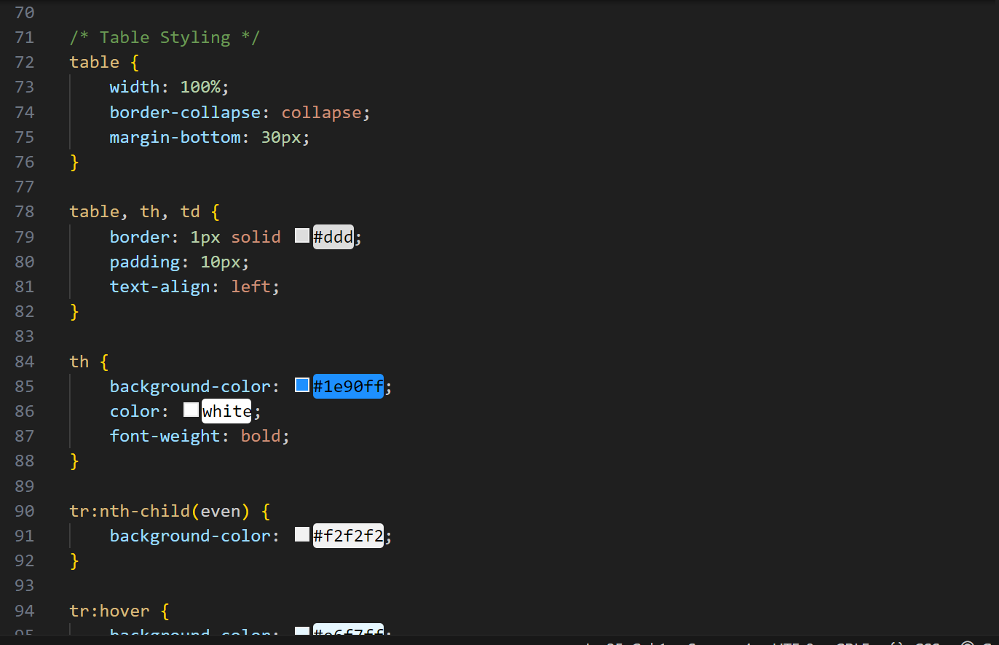 70
71 /* Table Styling */
72 table {
73 width: 100%;
74 border-collapse: collapse;
75 margin-bottom: 30px;
76 }
77
78 table, th, td {
79 border: 1px solid #ddd;
80 padding: 10px;
81 text-align: left;
82 }
83
84 th {
85 background-color: #1e90ff;
86 color: white;
87 font-weight: bold;
88 }
89
90 tr:nth-child(even) {
91 background-color: #f2f2f2;
92 }
93
94 tr:hover {
95 background-color: #e6f7ff;